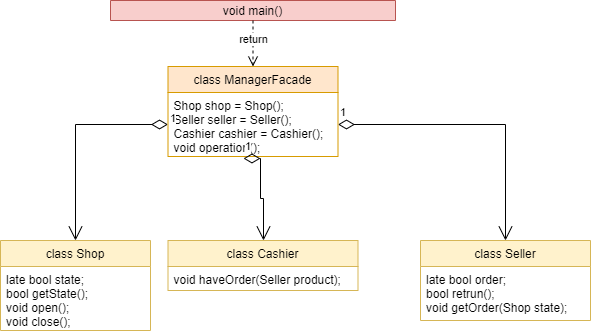 void main()
return
class ManagerFacade
Shop shop = Shop();
Seller seller = Seller();
Cashier cashier = Cashier();
void operation();
1
1
1
class Shop
late bool state;
bool getState();
void open();
void close();
class Cashier
void haveOrder(Seller product);
class Seller
late bool order;
bool retrun();
void getOrder(Shop state);